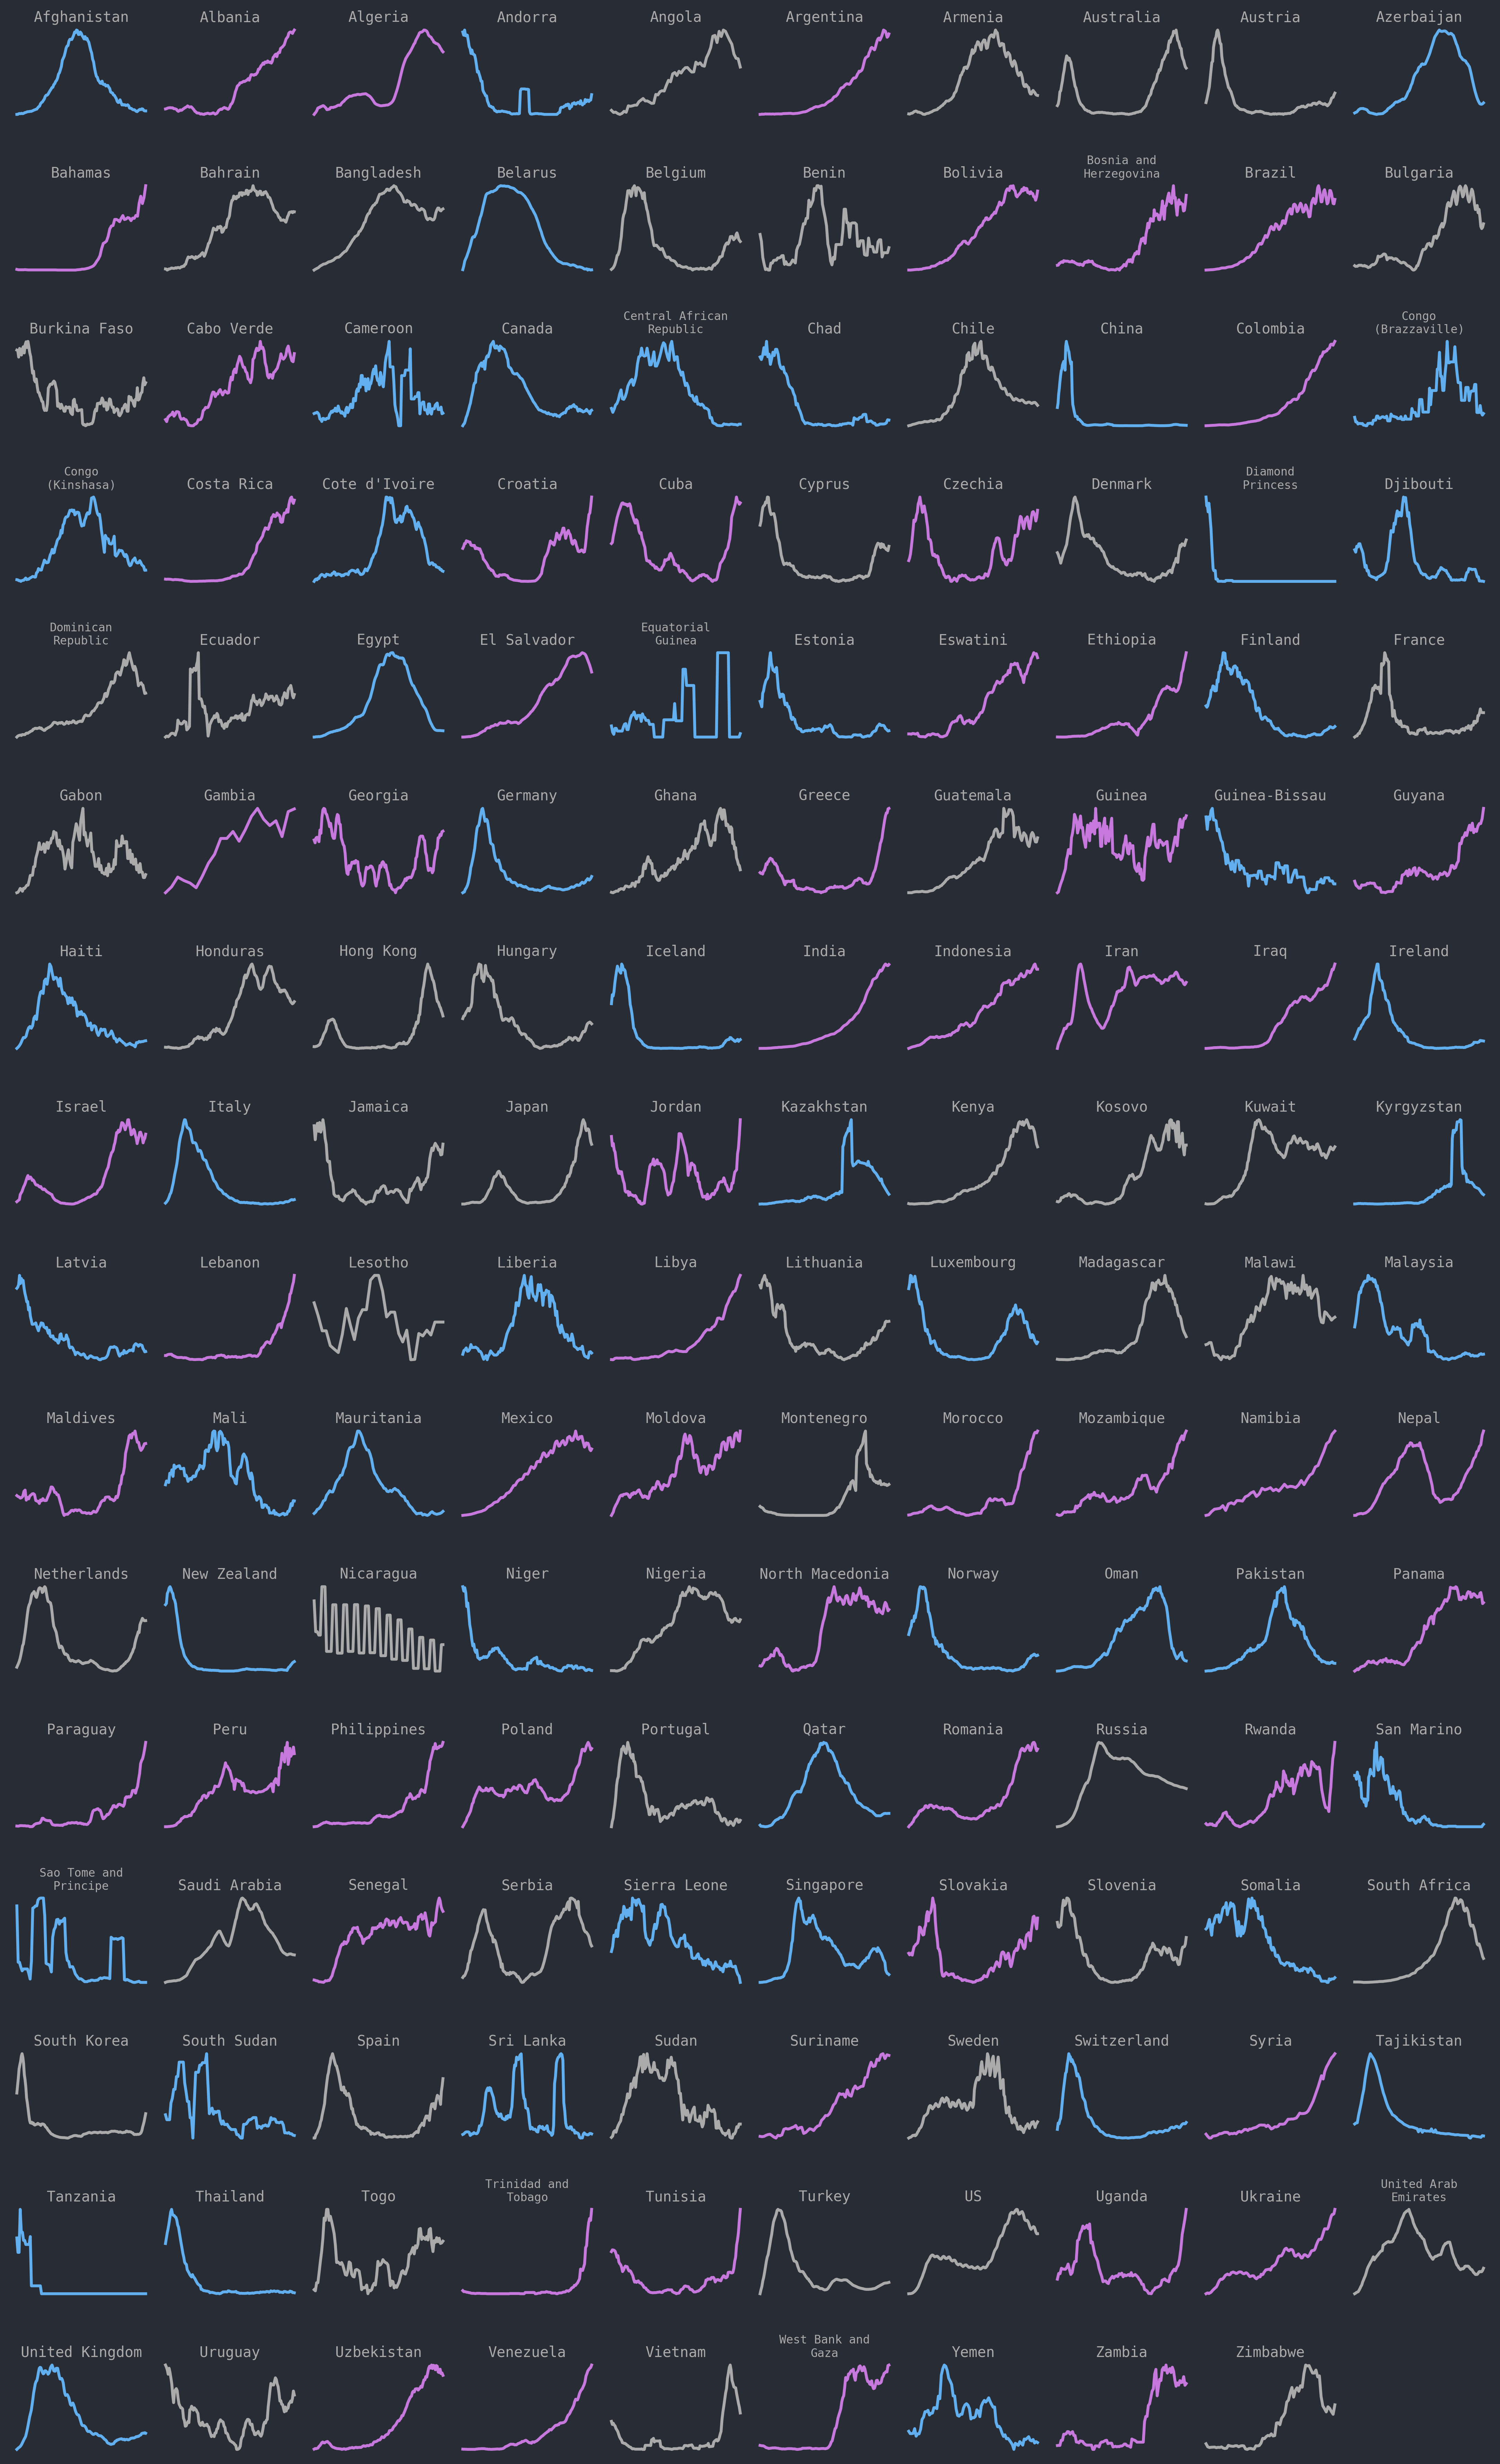 Afghanistan
Albania
Algeria
Andorra
Angola
Argentina
Armenia
Australia
Austria
Azerbaijan
Bahamas
Bahrain
Bangladesh
Belarus
Belgium
Benin
Bolivia
Bosnia and
Herzegovina
Brazil
Bulgaria
Burkina Faso
Cabo Verde
Cameroon
Canada
Central African
Republic
Chad
Chile
China
Colombia
Congo
(Brazzaville)
Congo
(Kinshasa)
Costa Rica
Cote d'Ivoire
Croatia
Cuba
Cyprus
Czechia
Denmark
Diamond
Princess
Djibouti
Dominican
Republic
Ecuador
Egypt
El Salvador
Equatorial
Guinea
Estonia
Eswatini
Ethiopia
Finland
France
Gabon
Gambia
Georgia
Germany
Ghana
Greece
Guatemala
Guinea
Guinea-Bissau
Guyana
Haiti
Honduras
Hong Kong
Hungary
Iceland
India
Indonesia
Iran
Iraq
Ireland
Israel
Italy
Jamaica
Japan
Jordan
Kazakhstan
Kenya
Kosovo
Kuwait
Kyrgyzstan
Latvia
Lebanon
Lesotho
Liberia
Libya
Lithuania
Luxembourg
Madagascar
Malawi
Malaysia
Maldives
Mali
Mauritania
Mexico
Moldova
Montenegro
Morocco
Mozambique
Namibia
Nepal
Netherlands
New Zealand
Nicaragua
Niger
Nigeria
North Macedonia
Norway
Oman
Pakistan
Panama
Paraguay
Peru
Philippines
Poland
Portugal
Qatar
Romania
Russia
Rwanda
San Marino
Sao Tome and
Principe
Saudi Arabia
Senegal
Serbia
Sierra Leone
Singapore
Slovakia
Slovenia
Somalia
South Africa
South Korea
South Sudan
Spain
Sri Lanka
Sudan
Suriname
Sweden
Switzerland
Syria
Tajikistan
Tanzania
Thailand
Togo
Trinidad and
Tobago
Tunisia
Turkey
US
Uganda
Ukraine
United Arab
Emirates
United Kingdom
Uruguay
Uzbekistan
Venezuela
Vietnam
West Bank and
Gaza
Yemen
Zambia
Zimbabwe